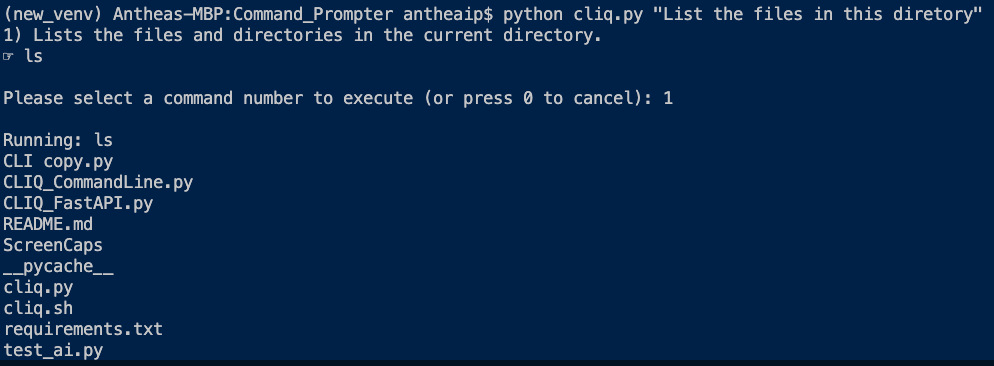 (new_venv) Antheas-MBP:Command_Prompter antheaip$ python cliq.py "List the files in this diretory"
1) Lists the files and directories in the current directory.
☞ ls
Please select a command number to execute (or press 0 to cancel): 1
Running: ls
CLI copy.py
CLIQ_CommandLine.py
CLIQ_FastAPI.py
README.md
ScreenCaps
__pycache__
cliq.py
cliq.sh
requirements.txt
test_ai.py